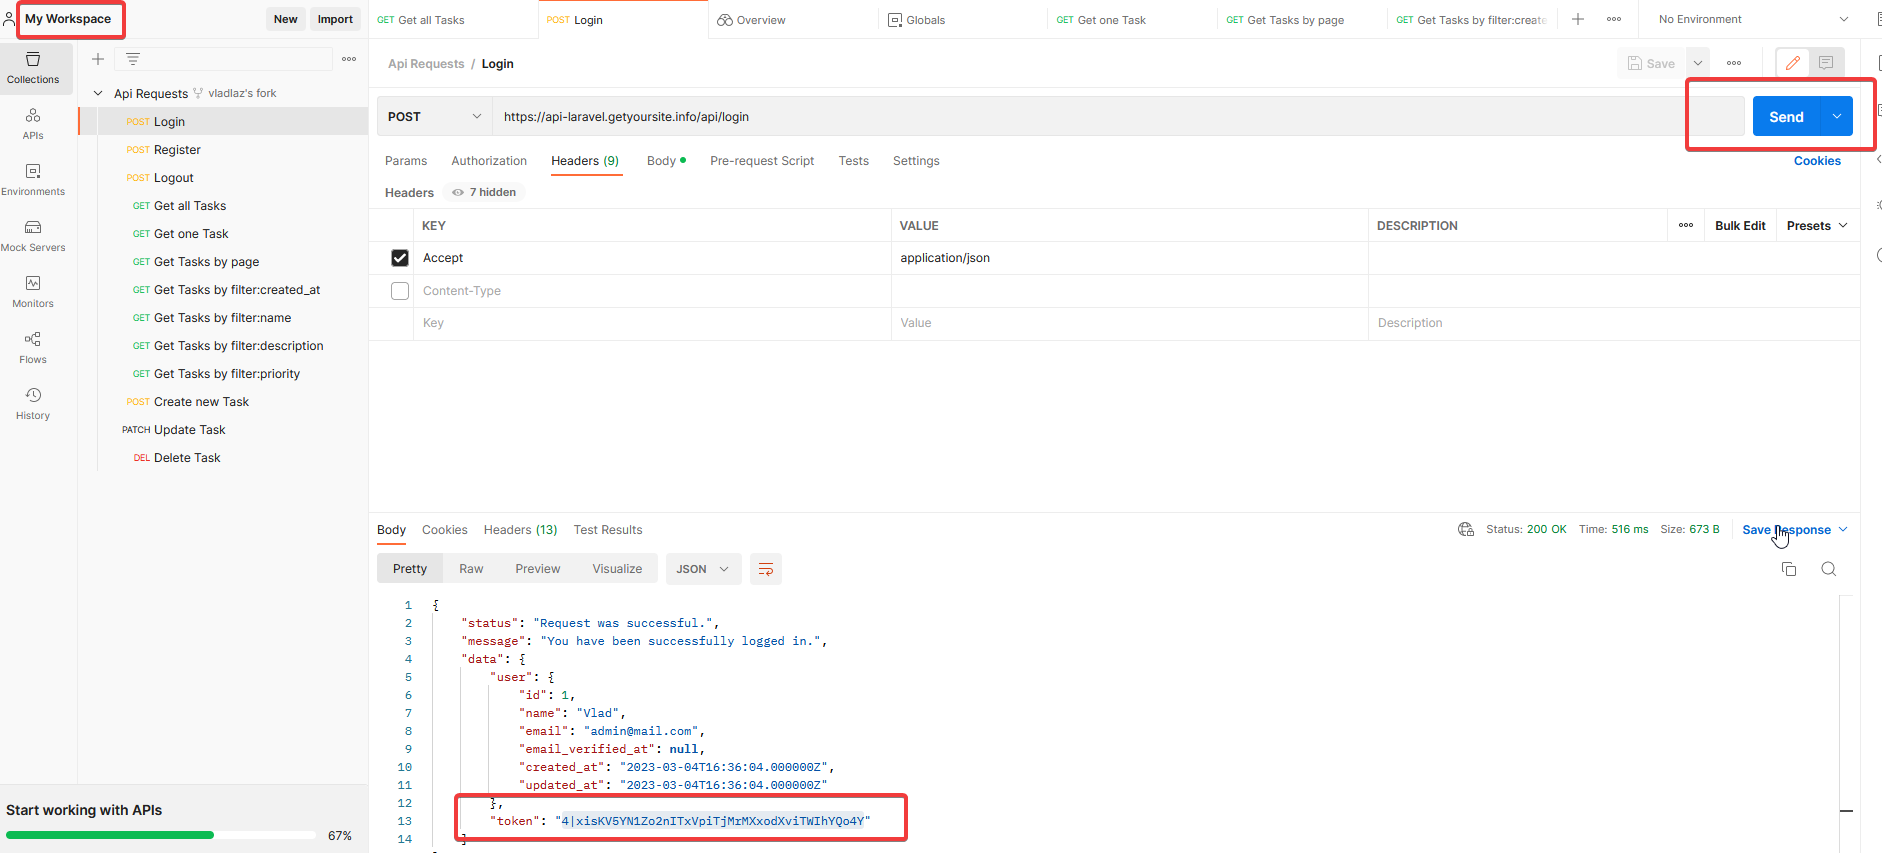 My Workspace
New
Import
GET Get all Tasks
POST Login
Overview
Globals
GET Get one Task
GET Get Tasks by page
GET Get Tasks by filter:create
No Environment
Collections
APIs
Environments
Mock Servers
Monitors
Flows
History
Api Requests vladlaz's fork
POST Login
POST Register
POST Logout
GET Get all Tasks
GET Get one Task
GET Get Tasks by page
GET Get Tasks by filter:created_at
GET Get Tasks by filter:name
GET Get Tasks by filter:description
GET Get Tasks by filter:priority
POST Create new Task
PATCH Update Task
DEL Delete Task
Start working with APIs
67%
Api Requests / Login
Save
POST
https://api-laravel.getyoursite.info/api/login
Send
Params Authorization Headers (9) Body Pre-request Script Tests Settings
Cookies
Headers 7 hidden
KEY VALUE DESCRIPTION Bulk Edit Presets
Accept application/json
Content-Type
Key Value Description
Body Cookies Headers (13) Test Results
Status: 200 OK Time: 516 ms Size: 673 B Save Response
Pretty Raw Preview Visualize JSON
1 {
2 "status": "Request was successful.",
3 "message": "You have been successfully logged in.",
4 "data": {
5 "user": {
6 "id": 1,
7 "name": "Vlad",
8 "email": "admin@mail.com",
9 "email_verified_at": null,
10 "created_at": "2023-03-04T16:36:04.000000Z",
11 "updated_at": "2023-03-04T16:36:04.000000Z"
12 },
13 "token": "4|xisKV5YN1Zo2nITxVpiTjMrMXxodXviTWIhYQo4Y"
14